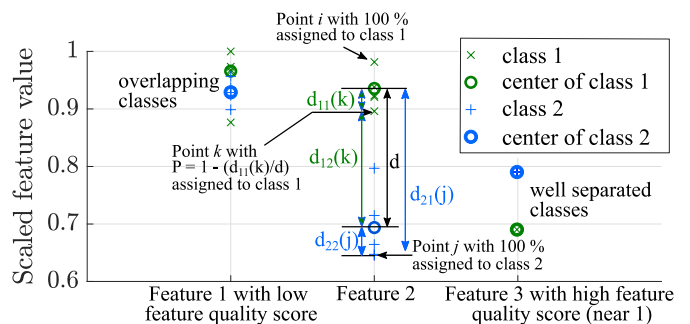 Scaled feature value
1
0.9
0.8
0.7
0.6
overlapping
classes
Point i with 100 %
assigned to class 1
class 1
center of class 1
class 2
center of class 2
d11(k)
Point k with
P = 1 - (d11(k)/d)
assigned to class 1
d12(k)
d
d21(j)
d22(j)
well separated
classes
Point j with 100 %
assigned to class 2
Feature 1 with low
feature quality score
Feature 2
Feature 3 with high feature
quality score (near 1)